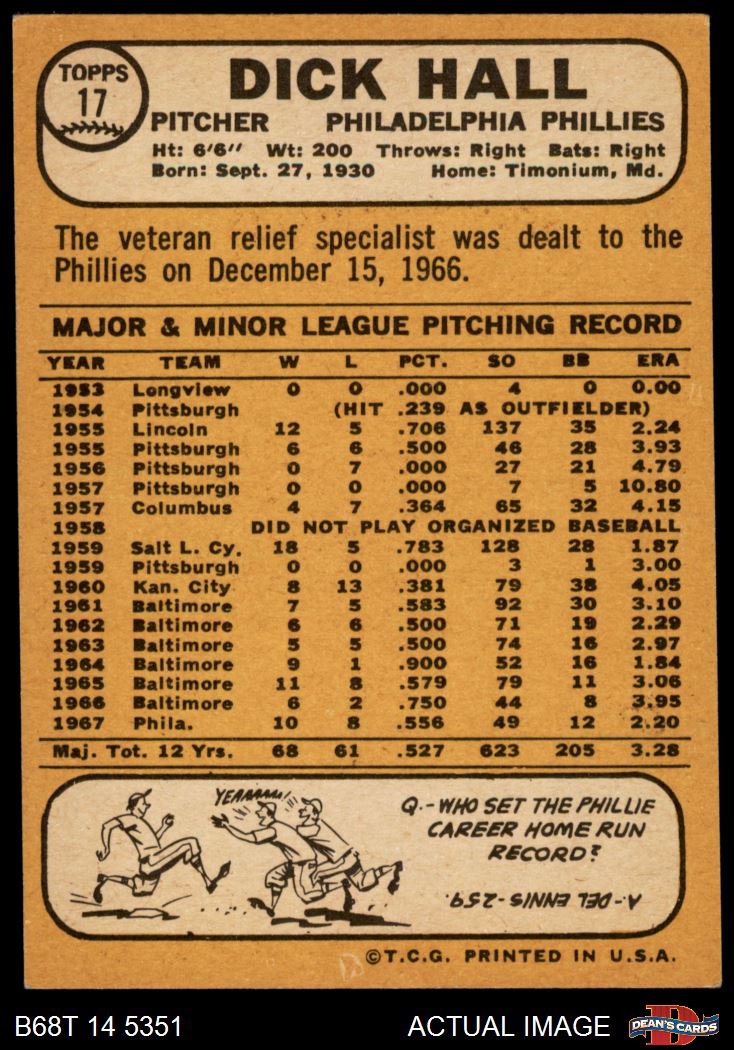 TOPPS
17
DICK HALL
PITCHER PHILADELPHIA PHILLIES
Ht: 6'6" Wt: 200 Throws: Right Bats: Right
Born: Sept. 27, 1930 Home: Timonium, Md.
The veteran relief specialist was dealt to the
Phillies on December 15, 1966.
MAJOR & MINOR LEAGUE PITCHING RECORD
YEAR TEAM W L PCT. SO BB ERA
1953 Longview 0 0 .000 4 0 0.00
1954 Pittsburgh (HIT .239 AS OUTFIELDER)
1955 Lincoln 12 5 .706 137 35 2.24
1955 Pittsburgh 6 6 .500 46 28 3.93
1956 Pittsburgh 0 7 .000 27 21 4.79
1957 Pittsburgh 0 0 .000 7 5 10.80
1957 Columbus 4 7 .364 65 32 4.15
1958 DID NOT PLAY ORGANIZED BASEBALL
1959 Salt L. Cy. 18 5 .783 128 28 1.87
1959 Pittsburgh 0 0 .000 3 1 3.00
1960 Kan. City 8 13 .381 79 38 4.05
1961 Baltimore 7 5 .583 92 30 3.10
1962 Baltimore 6 6 .500 71 19 2.29
1963 Baltimore 5 5 .500 74 16 2.97
1964 Baltimore 9 1 .900 52 16 1.84
1965 Baltimore 11 8 .579 79 11 3.06
1966 Baltimore 6 2 .750 44 8 3.95
1967 Phila. 10 8 .556 49 12 2.20
Maj. Tot. 12 Yrs. 68 61 .527 623 205 3.28
YEAAAAAA!
Q.-WHO SET THE PHILLIE
CAREER HOME RUN
RECORD?
A-DEL ENNIS-259.
©T.C.G. PRINTED IN U.S.A.
B68T 14 5351 ACTUAL IMAGE
D
DEAN'S CARDS